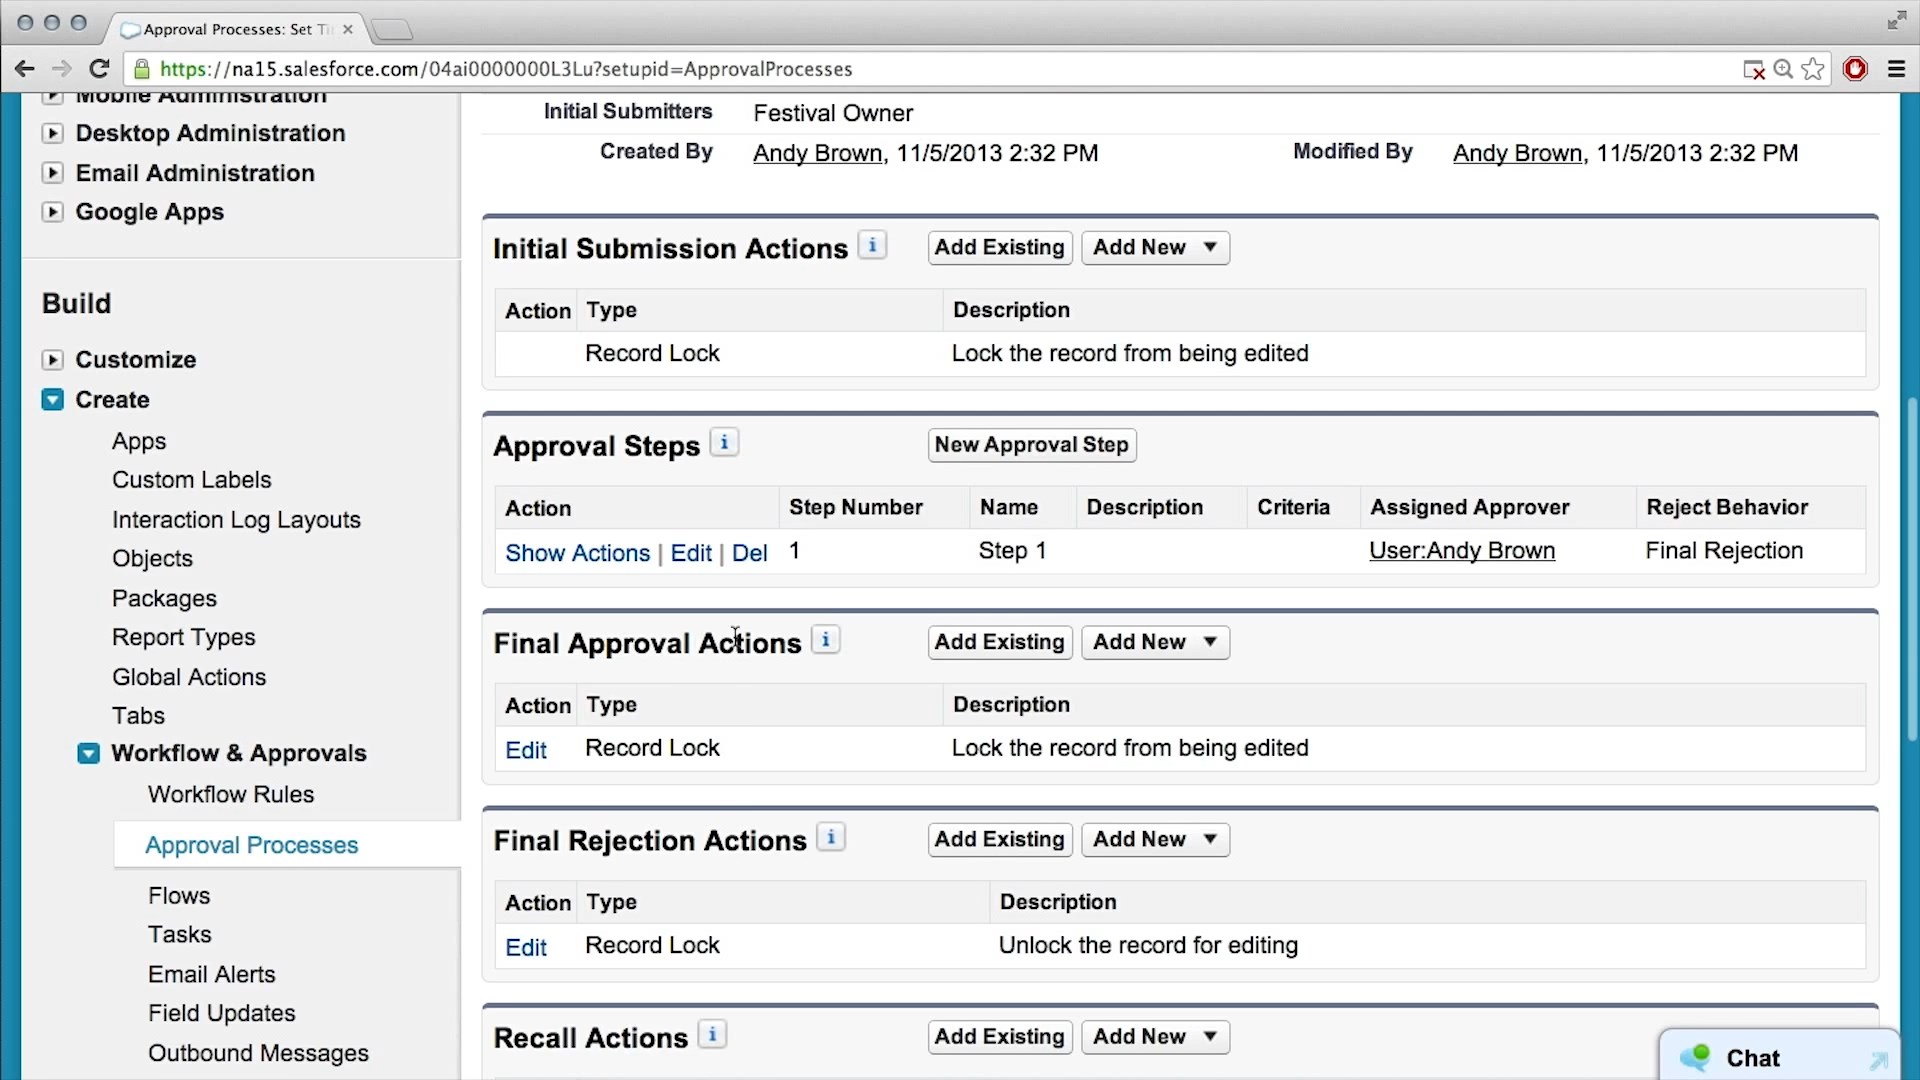 Approval Processes: Set Ti
https://na15.salesforce.com/04ai0000000L3Lu?setupid=ApprovalProcesses
Mobile Administration
Desktop Administration
Email Administration
Google Apps
Build
Customize
Create
Apps
Custom Labels
Interaction Log Layouts
Objects
Packages
Report Types
Global Actions
Tabs
Workflow & Approvals
Workflow Rules
Approval Processes
Flows
Tasks
Email Alerts
Field Updates
Outbound Messages
Initial Submitters Festival Owner
Created By Andy Brown, 11/5/2013 2:32 PM Modified By Andy Brown, 11/5/2013 2:32 PM
Initial Submission Actions i Add Existing Add New
Action Type Description
Record Lock Lock the record from being edited
Approval Steps i New Approval Step
Action Step Number Name Description Criteria Assigned Approver Reject Behavior
Show Actions | Edit | Del 1 Step 1 User:Andy Brown Final Rejection
Final Approval Actions i Add Existing Add New
Action Type Description
Edit Record Lock Lock the record from being edited
Final Rejection Actions i Add Existing Add New
Action Type Description
Edit Record Lock Unlock the record for editing
Recall Actions i Add Existing Add New
Chat